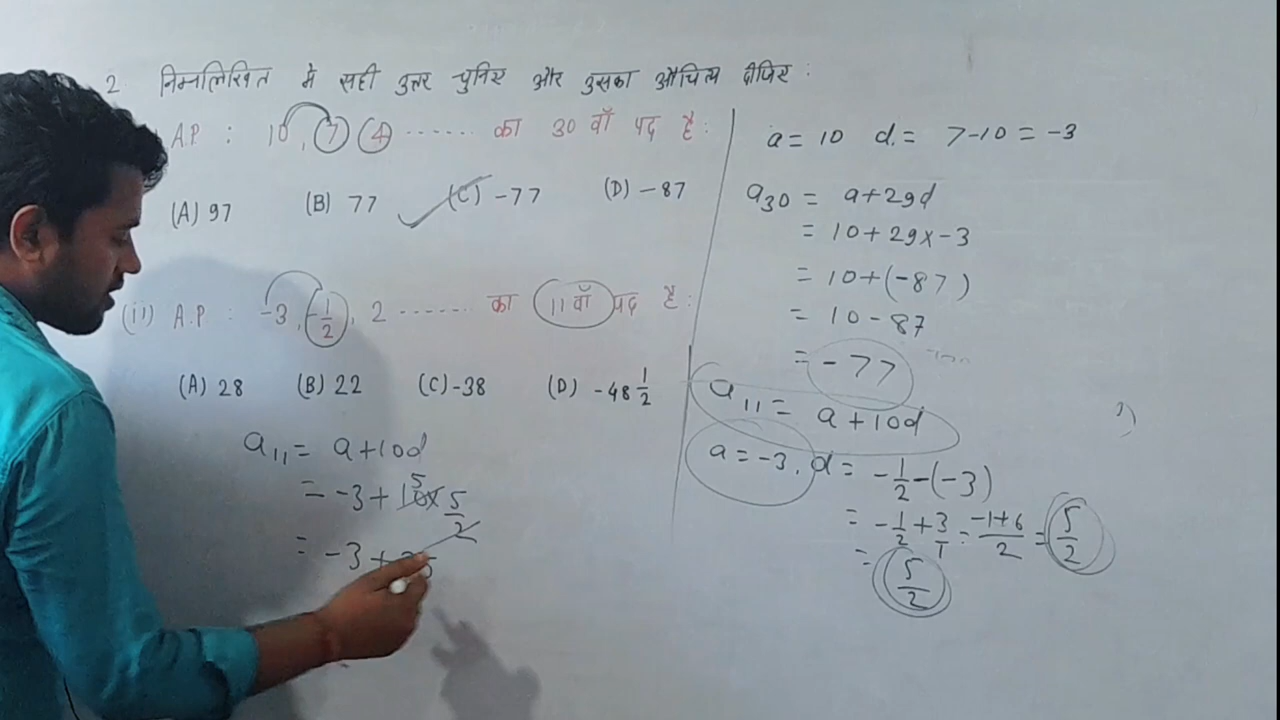 2 निम्नलिखित में सही उत्तर चुनिए और उसका औचित्य दीजिए :
A.P : 10, 7, 4 ...... का 30 वाँ पद है:
(A) 97 (B) 77 (C) -77 (D) -87
(ii) A.P : -3, -1/2, 2 ...... का 11 वाँ पद है:
(A) 28 (B) 22 (C) -38 (D) -48 1/2
a11 = a+10d
= -3 + 10 × 5/2 5
= -3 +
a = 10 d = 7-10 = -3
a30 = a+29d
= 10+29×-3
= 10+(-87)
= 10-87
= -77
a11 = a+10d
a = -3, d = -1/2-(-3)
= -1/2+3/1 = -1+6/2 = 5/2
= 5/2